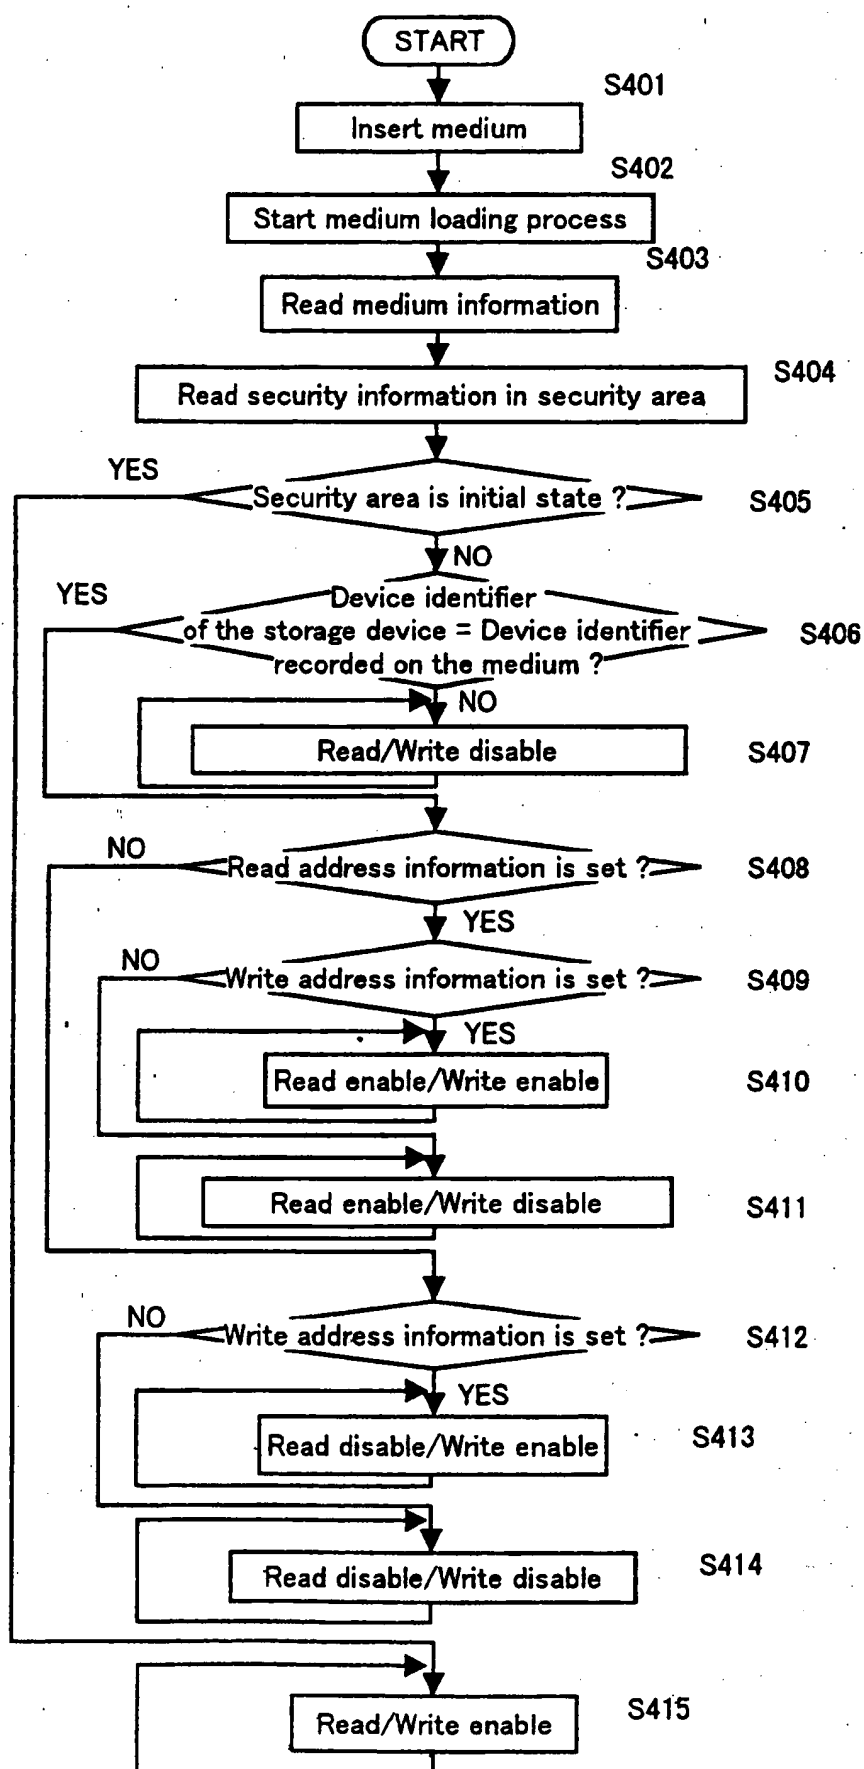 START
S401
Insert medium
S402
Start medium loading process
S403
Read medium information
S404
Read security information in security area
YES
Security area is initial state ?
S405
NO
YES
Device identifier
of the storage device = Device identifier
S406
recorded on the medium ?
NO
Read/Write disable
S407
NO
Read address information is set ?
S408
YES
NO
Write address information is set ?
S409
YES
Read enable/Write enable
S410
Read enable/Write disable
S411
NO
Write address information is set ?
S412
YES
Read disable/Write enable
S413
Read disable/Write disable
S414
Read/Write enable
S415